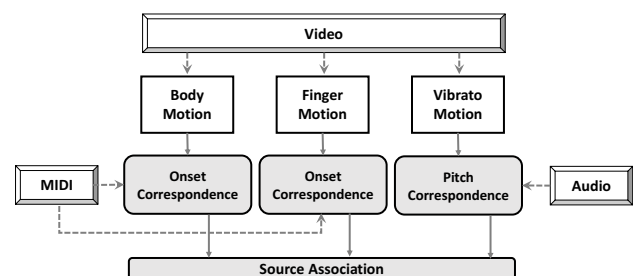 Video
Body
Motion
Finger
Motion
Vibrato
Motion
MIDI
Onset
Correspondence
Onset
Correspondence
Pitch
Correspondence
Audio
Source Association